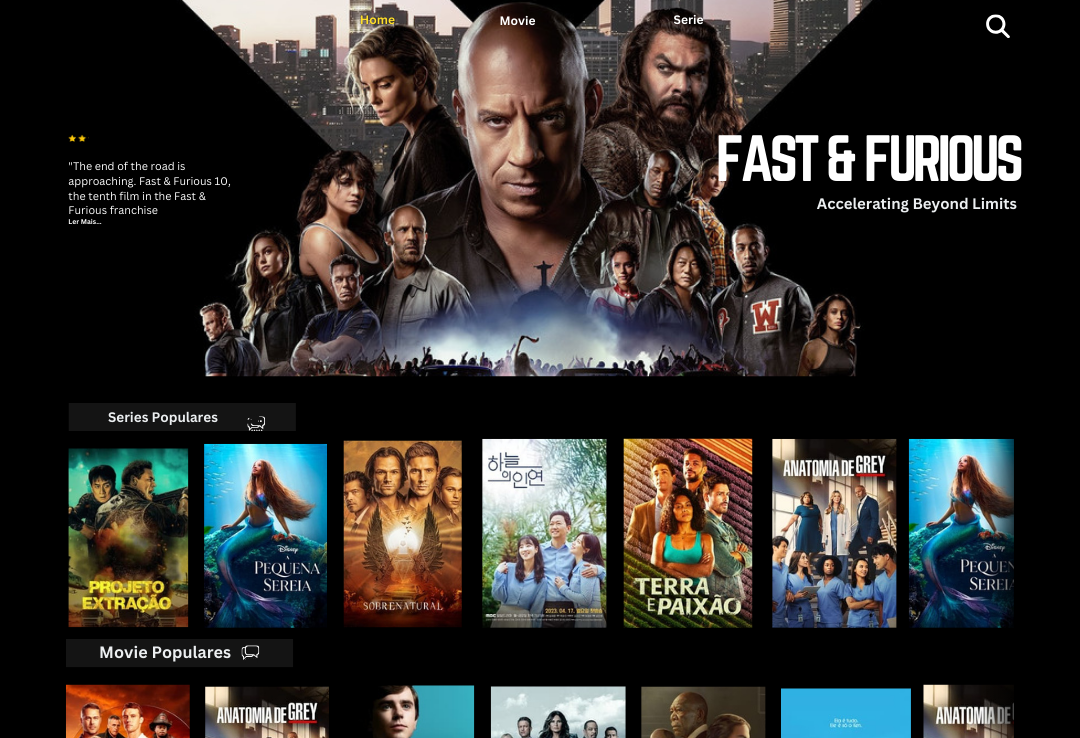 Home
Movie
Serie
"The end of the road is
approaching. Fast & Furious 10,
the tenth film in the Fast &
Furious franchise
Ler Mais...
FAST & FURIOUS
Accelerating Beyond Limits
W
Series Populares
PROJETO
EXTRAÇÃO
Disney
A
PEQUENA
SEREIA
SOBRENATURAL
하늘
의인연
2023. 04. 17.
TERRA
E PAIXÃO
ANATOMIA DE GREY
Disney
A
PEQUEN
SEREIA
Movie Populares
ANATOMIA DE GREY
ANATOMIA DE GR